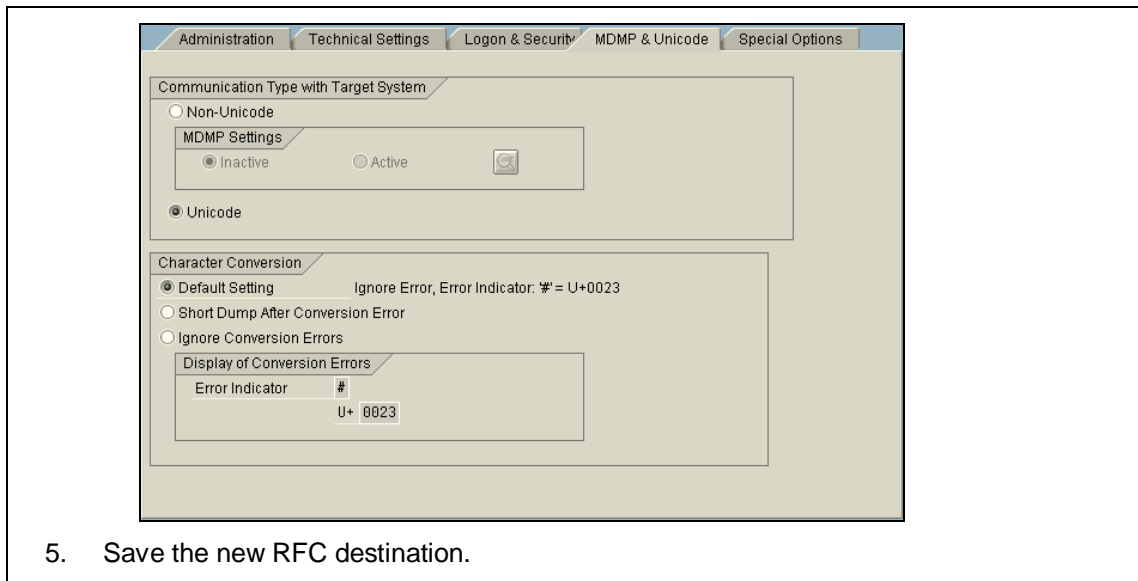 Administration Technical Settings Logon & Security MDMP & Unicode Special Options
Communication Type with Target System
Non-Unicode
MDMP Settings
Inactive Active
Unicode
Character Conversion
Default Setting Ignore Error, Error Indicator: '#' = U+0023
Short Dump After Conversion Error
Ignore Conversion Errors
Display of Conversion Errors
Error Indicator #
U+ 0023
5. Save the new RFC destination.